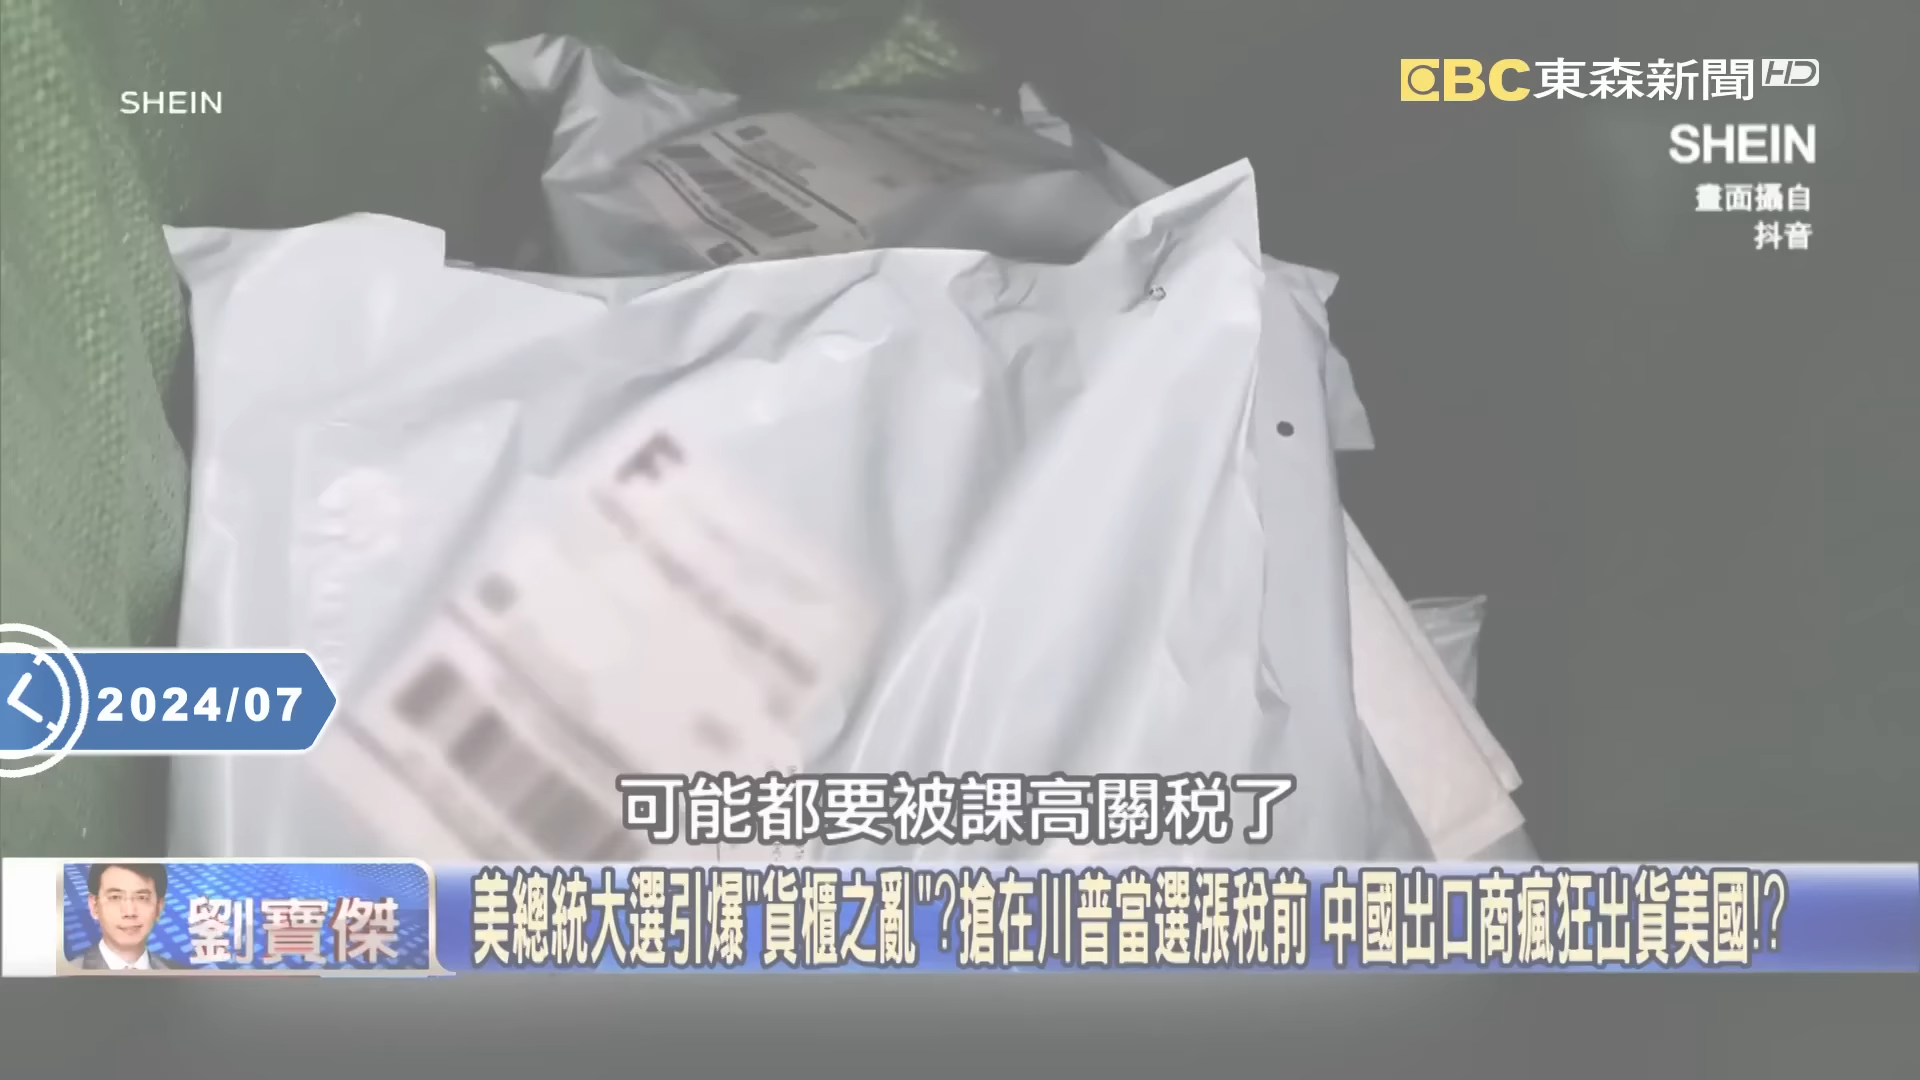 SHEIN
EBC東森新聞HD
SHEIN
畫面攝自
抖音
2024/07
可能都要被課高關稅了
劉寶傑
美總統大選引爆"貨櫃之亂"?搶在川普當選漲稅前 中國出口商瘋狂出貨美國!?